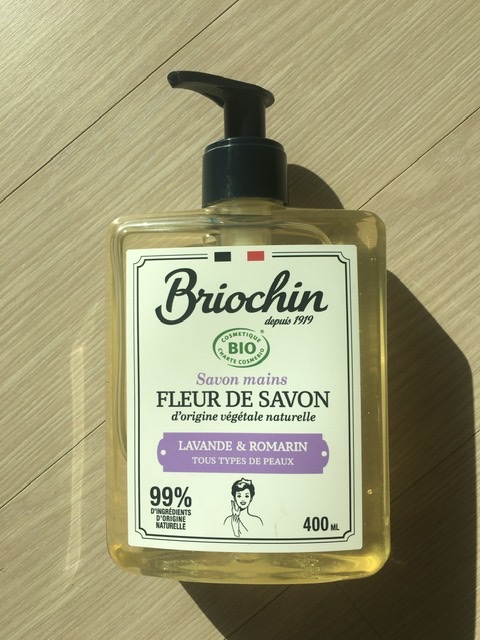 Briochin
depuis 1919
COSMETIQUE
BIO
CHARTE COSMEBIO
®
Savon mains
FLEUR DE SAVON
d'origine végétale naturelle
LAVANDE & ROMARIN
TOUS TYPES DE PEAUX
99%
D'INGRÉDIENTS
D'ORIGINE
NATURELLE
400 ML